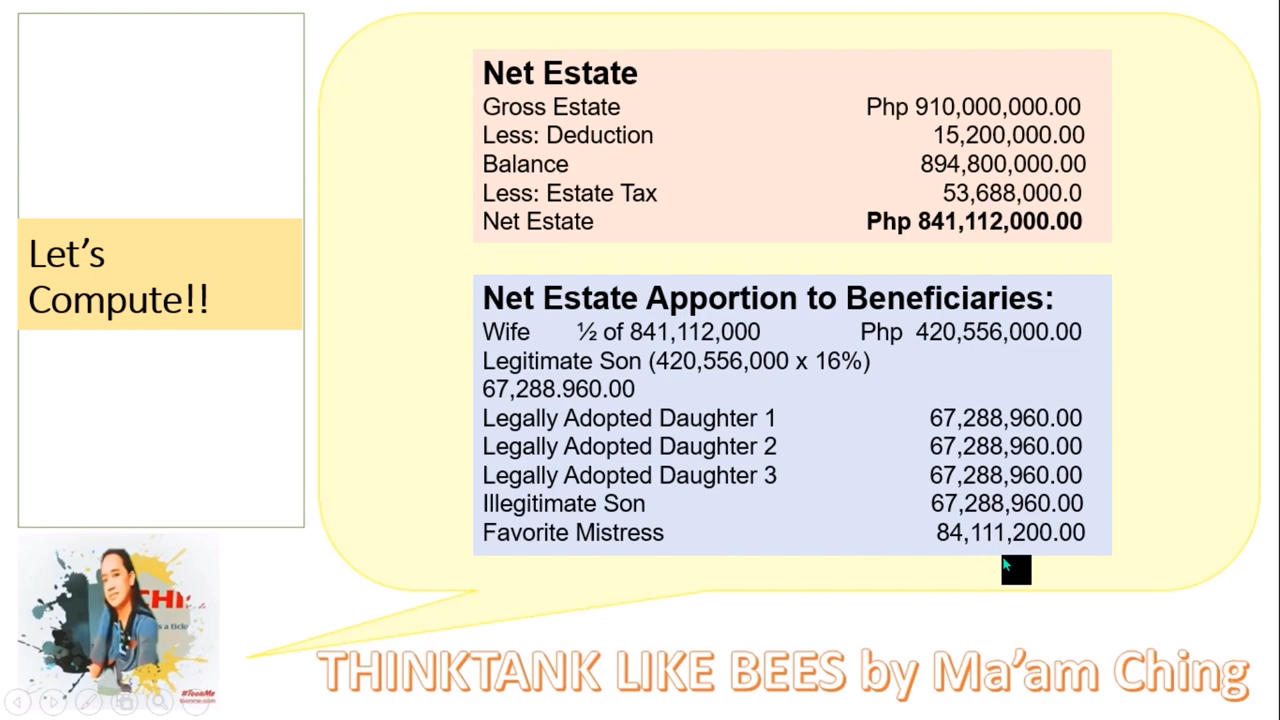 Let's
Compute!!
Net Estate
Gross Estate Php 910,000,000.00
Less: Deduction 15,200,000.00
Balance 894,800,000.00
Less: Estate Tax 53,688,000.0
Net Estate Php 841,112,000.00
Net Estate Apportion to Beneficiaries:
Wife ½ of 841,112,000 Php 420,556,000.00
Legitimate Son (420,556,000 x 16%)
67,288.960.00
Legally Adopted Daughter 1 67,288,960.00
Legally Adopted Daughter 2 67,288,960.00
Legally Adopted Daughter 3 67,288,960.00
Illegitimate Son 67,288,960.00
Favorite Mistress 84,111,200.00
#ToonMe
toonme.com
THINKTANK LIKE BEES by Ma'am Ching